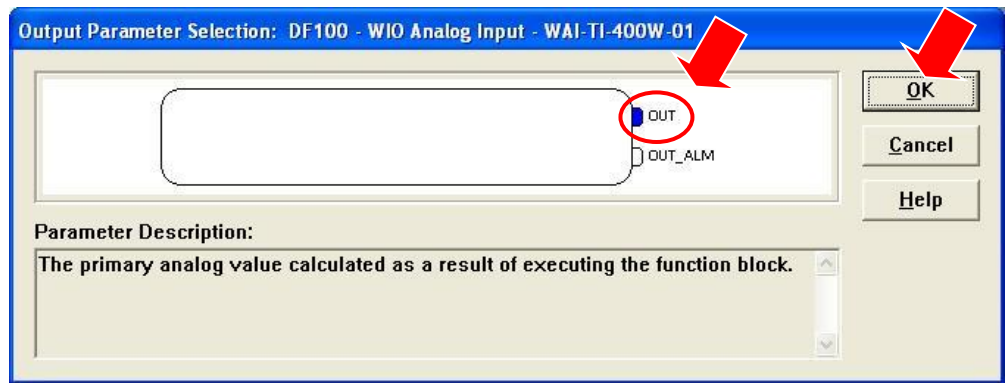 Output Parameter Selection: DF100 - WIO Analog Input - WAI-TI-400W-01
OUT
OUT_ALM
OK
Cancel
Help
Parameter Description:
The primary analog value calculated as a result of executing the function block.